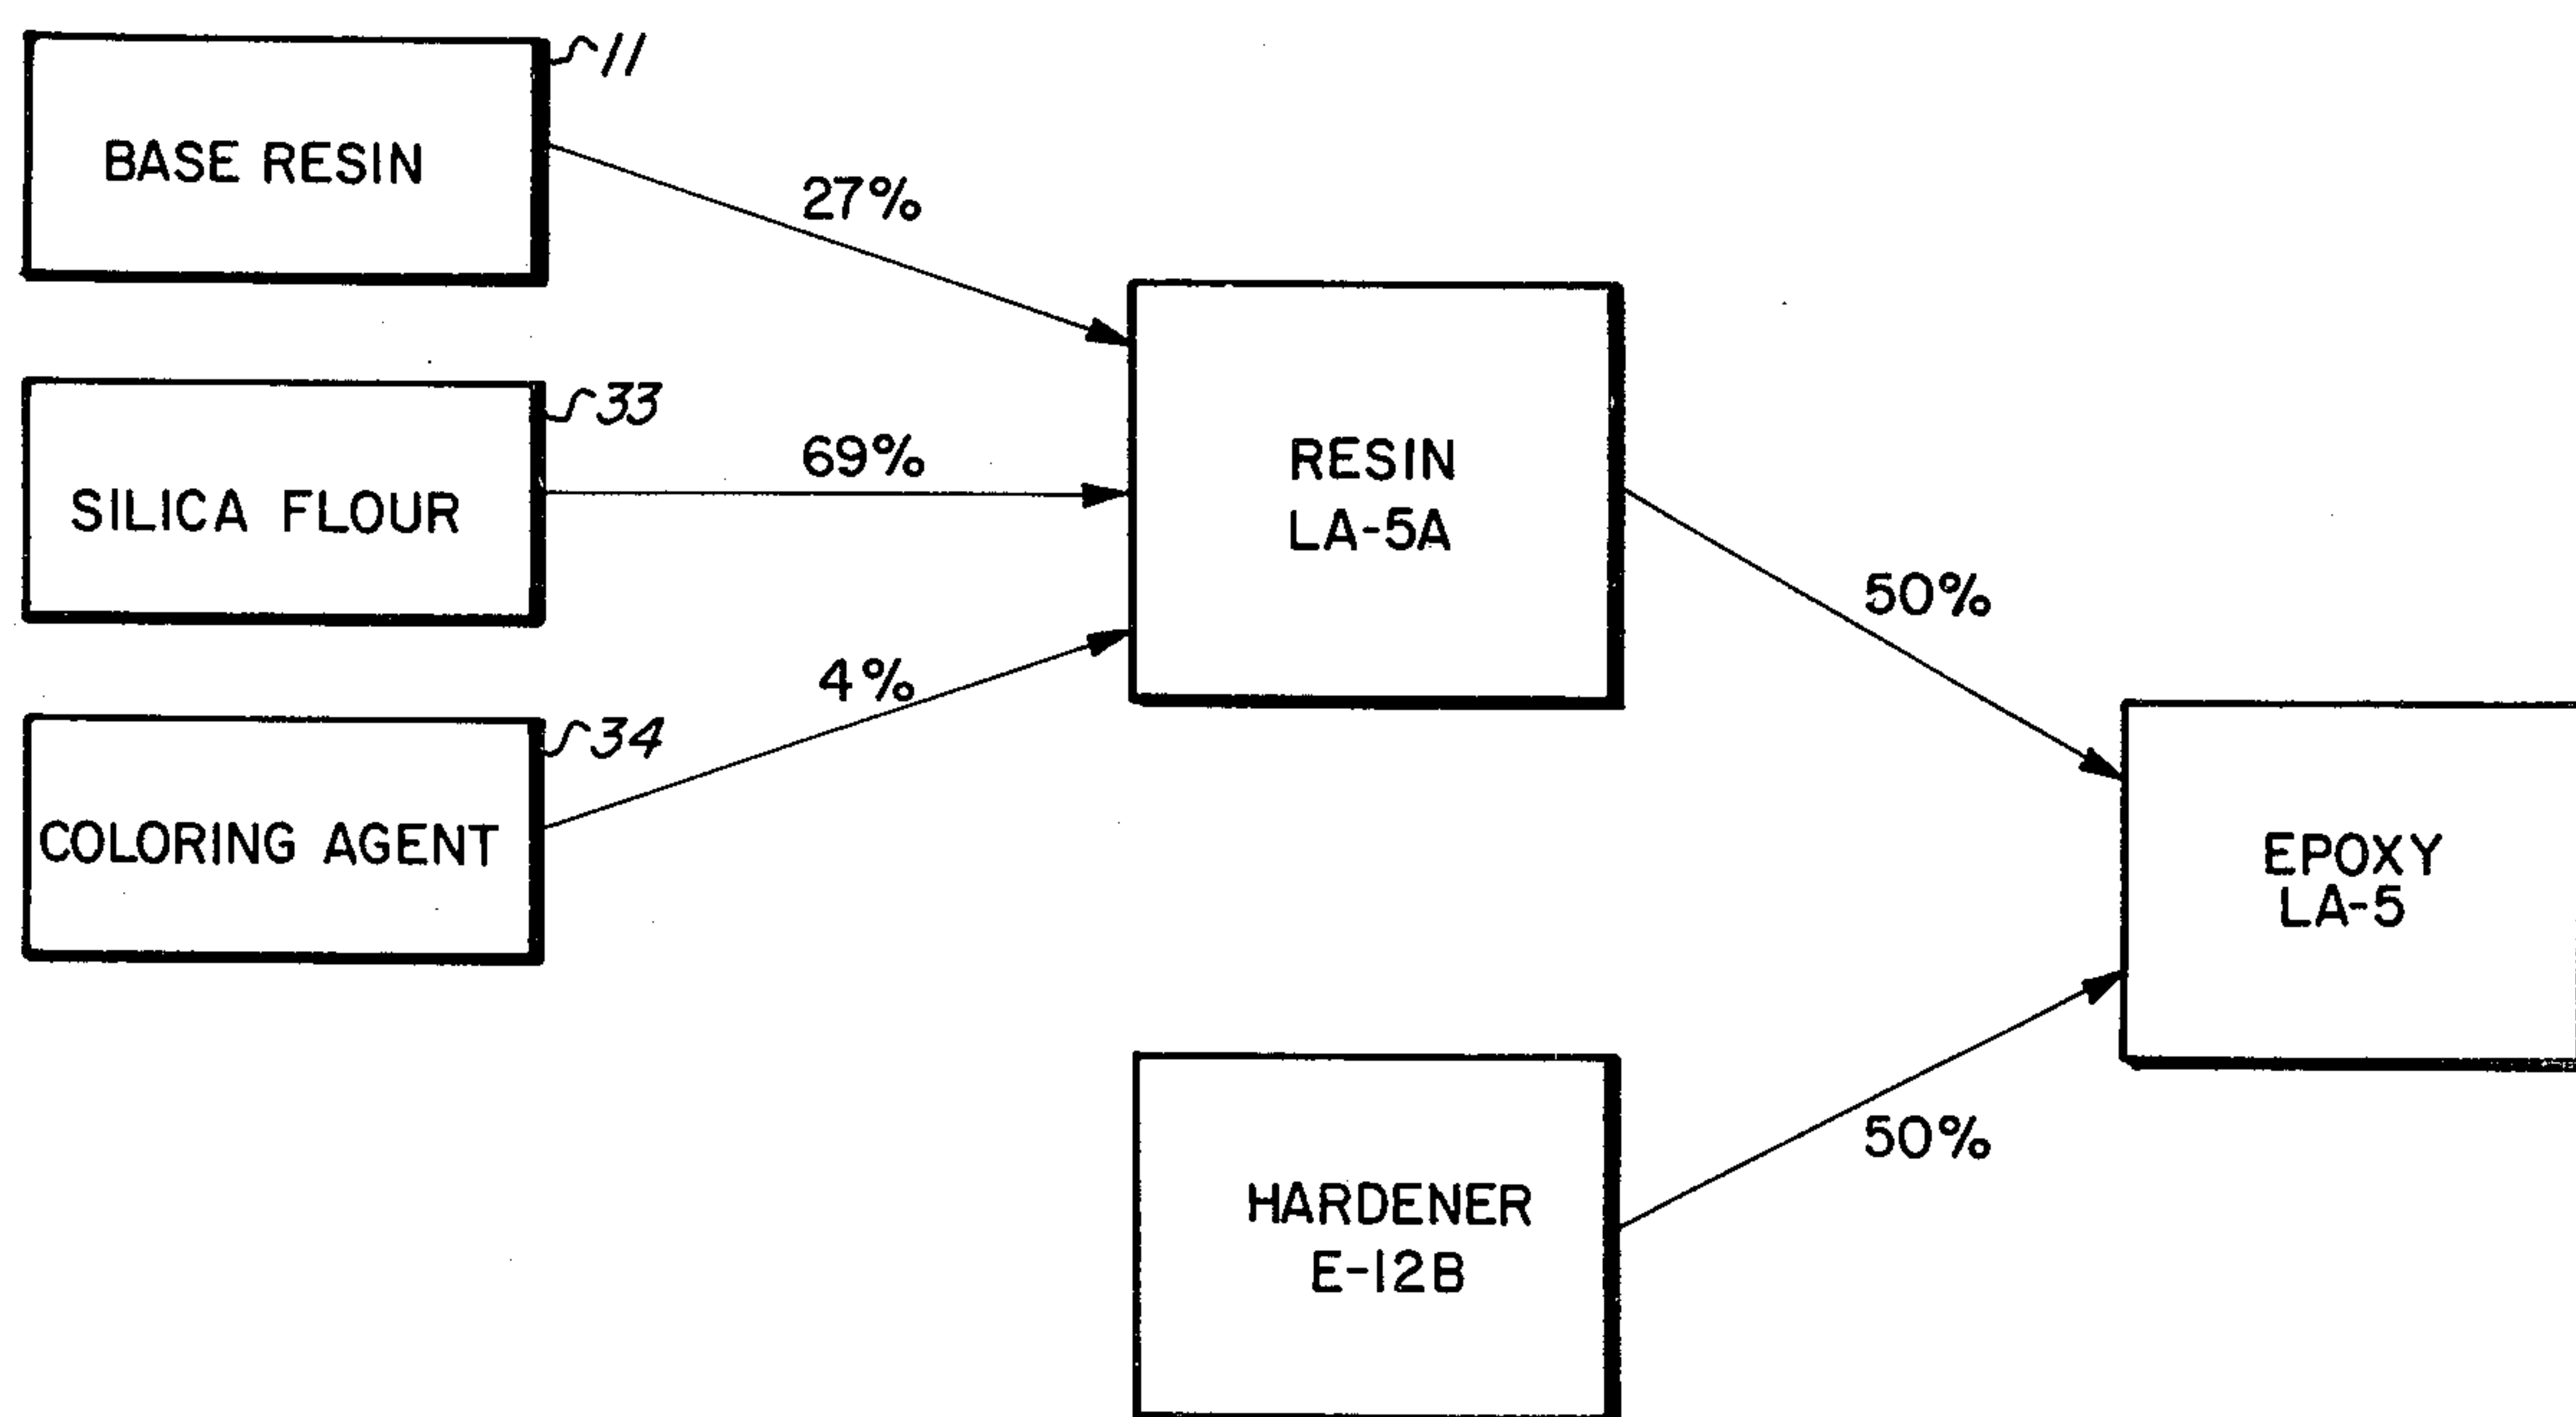 11
BASE RESIN
27%
33
SILICA FLOUR
69%
RESIN
LA-5A
50%
34
COLORING AGENT
4%
EPOXY
LA-5
HARDENER
E-12B
50%